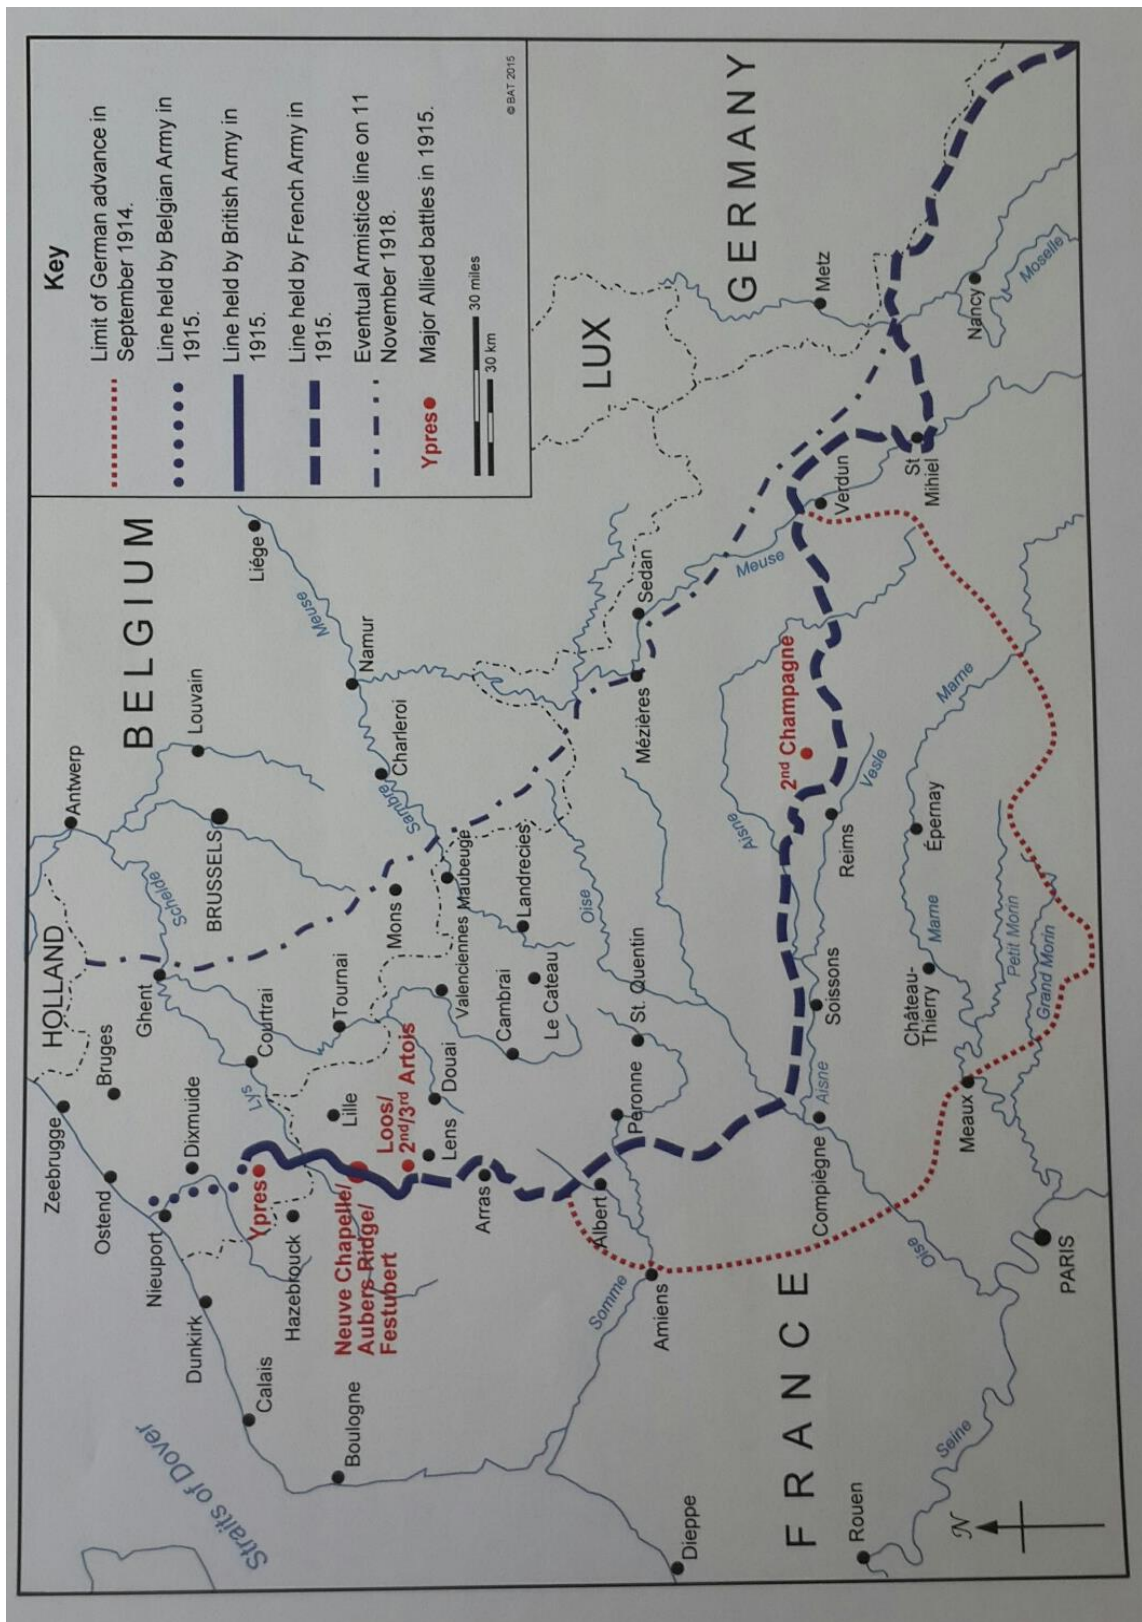 Key
Limit of German advance in
September 1914.
Line held by Belgian Army in
1915.
Line held by British Army in
1915.
Line held by French Army in
1915.
Eventual Armistice line on 11
November 1918.
Ypres
Major Allied battles in 1915.
30 miles
30 km
© BAT 2015
HOLLAND
BELGIUM
LUX
GERMANY
FRANCE
Straits of Dover
Zeebrugge
Bruges
Antwerp
Ostend
Nieuport
Dixmuide
Ghent
Schelde
Louvain
BRUSSELS
Liége
Dunkirk
Calais
Ypres
Courtrai
Lys
Hazebrouck
Boulogne
Lille
Tournai
Mons
Meuse
Namur
Charleroi
Sambre
Neuve Chapelle/
Aubers Ridge/
Festubert
Loos/
2nd/3rd Artois
Lens
Douai
Valenciennes
Maubeuge
Arras
Cambrai
Le Cateau
Landrecies
Somme
Albert
Péronne
St. Quentin
Oise
Mézières
Sedan
Amiens
Dieppe
Meuse
Aisne
2nd Champagne
Metz
Compiègne
Aisne
Soissons
Reims
Vesle
Verdun
Rouen
Oise
Château-
Thierry
Marne
Épernay
Marne
St
Mihiel
Nancy
Moselle
Meaux
Petit Morin
Grand Morin
Seine
PARIS
N